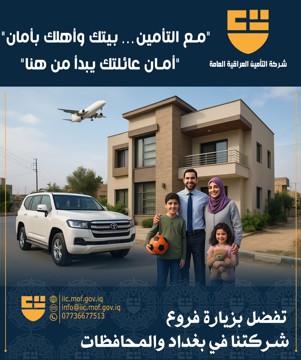 "مع التأمين... بيتك وأهلك بأمان"
"أمان عائلتك يبدأ من هنا"
شركة التأمين العراقية العامة
iic.mof.gov.iq
info@iic.mof.gov.iq
07736677513
تفضل بزيارة فروع
شركتنا في بغداد والمحافظات